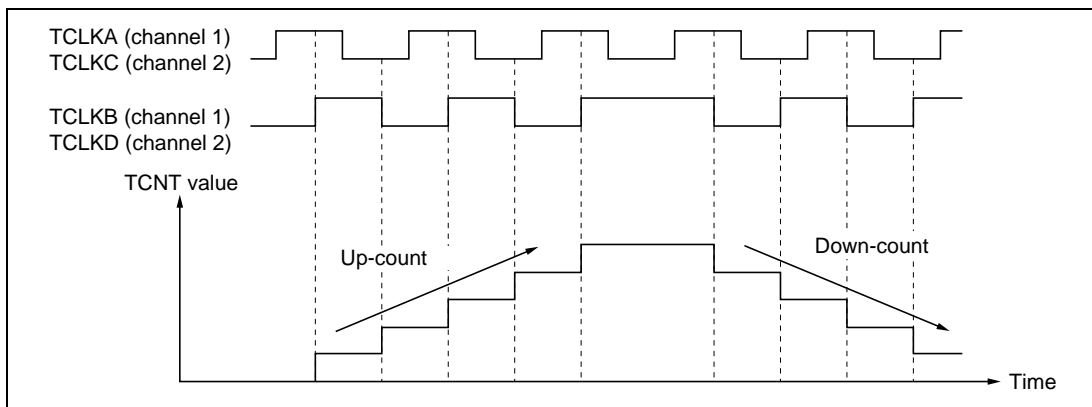 TCLKA (channel 1)
TCLKC (channel 2)
TCLKB (channel 1)
TCLKD (channel 2)
TCNT value
Up-count
Down-count
Time